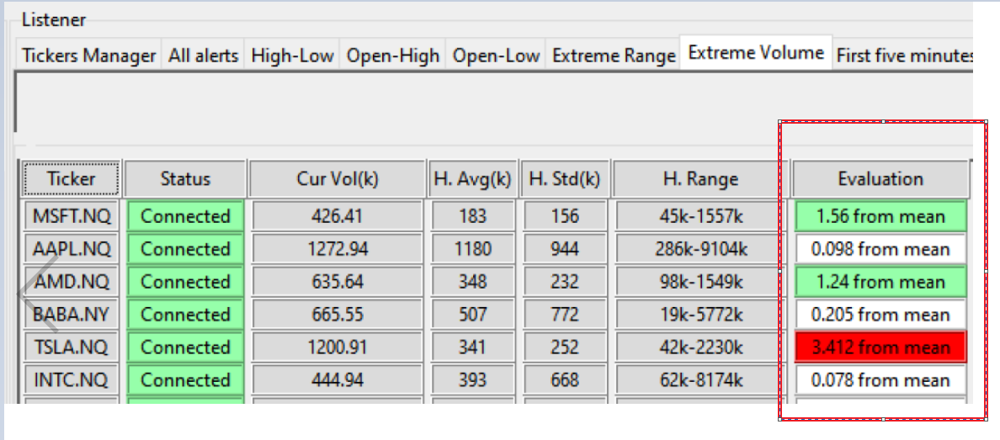 Listener
Tickers Manager All alerts High-Low Open-High Open-Low Extreme Range Extreme Volume First five minutes
Ticker Status Cur Vol(k) H. Avg(k) H. Std(k) H. Range Evaluation
MSFT.NQ Connected 426.41 183 156 45k-1557k 1.56 from mean
AAPL.NQ Connected 1272.94 1180 944 286k-9104k 0.098 from mean
AMD.NQ Connected 635.64 348 232 98k-1549k 1.24 from mean
BABA.NY Connected 665.55 507 772 19k-5772k 0.205 from mean
TSLA.NQ Connected 1200.91 341 252 42k-2230k 3.412 from mean
INTC.NQ Connected 444.94 393 668 62k-8174k 0.078 from mean